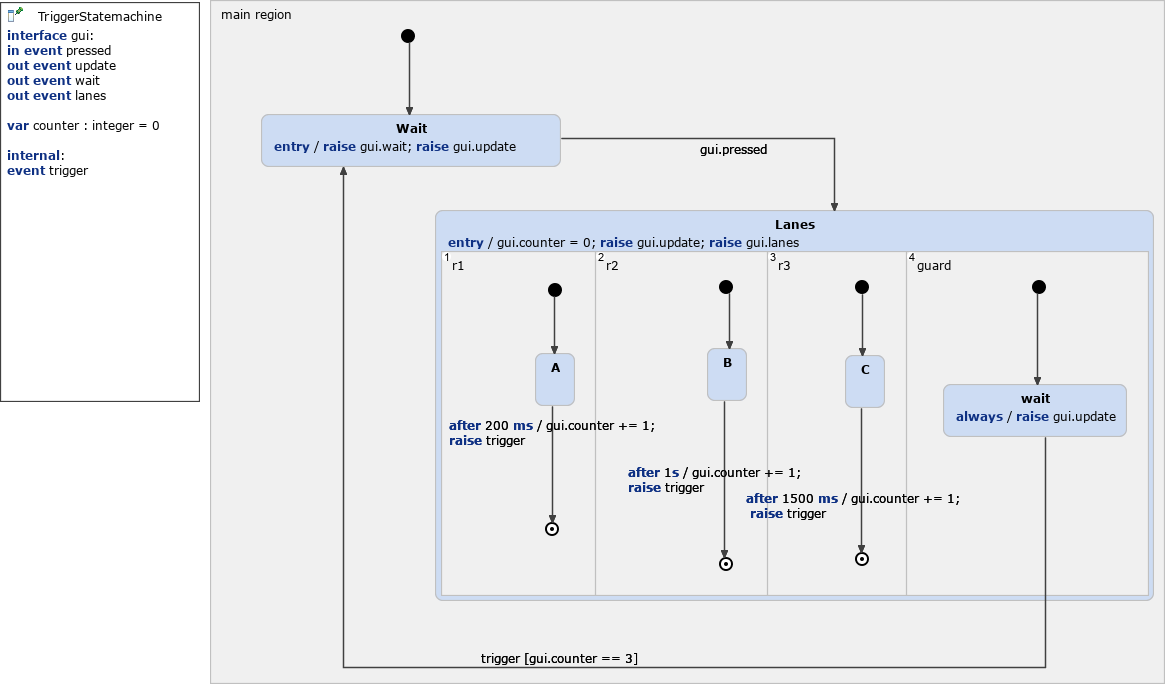 TriggerStatemachine
interface gui:
in event pressed
out event update
out event wait
out event lanes
var counter : integer = 0
internal:
event trigger
main region
Wait
entry / raise gui.wait; raise gui.update
gui.pressed
Lanes
entry / gui.counter = 0; raise gui.update; raise gui.lanes
1 r1
2 r2
3 r3
4 guard
A
B
C
wait
always / raise gui.update
after 200 ms / gui.counter += 1;
raise trigger
after 1s / gui.counter += 1;
raise trigger
after 1500 ms / gui.counter += 1;
raise trigger
trigger [gui.counter == 3]